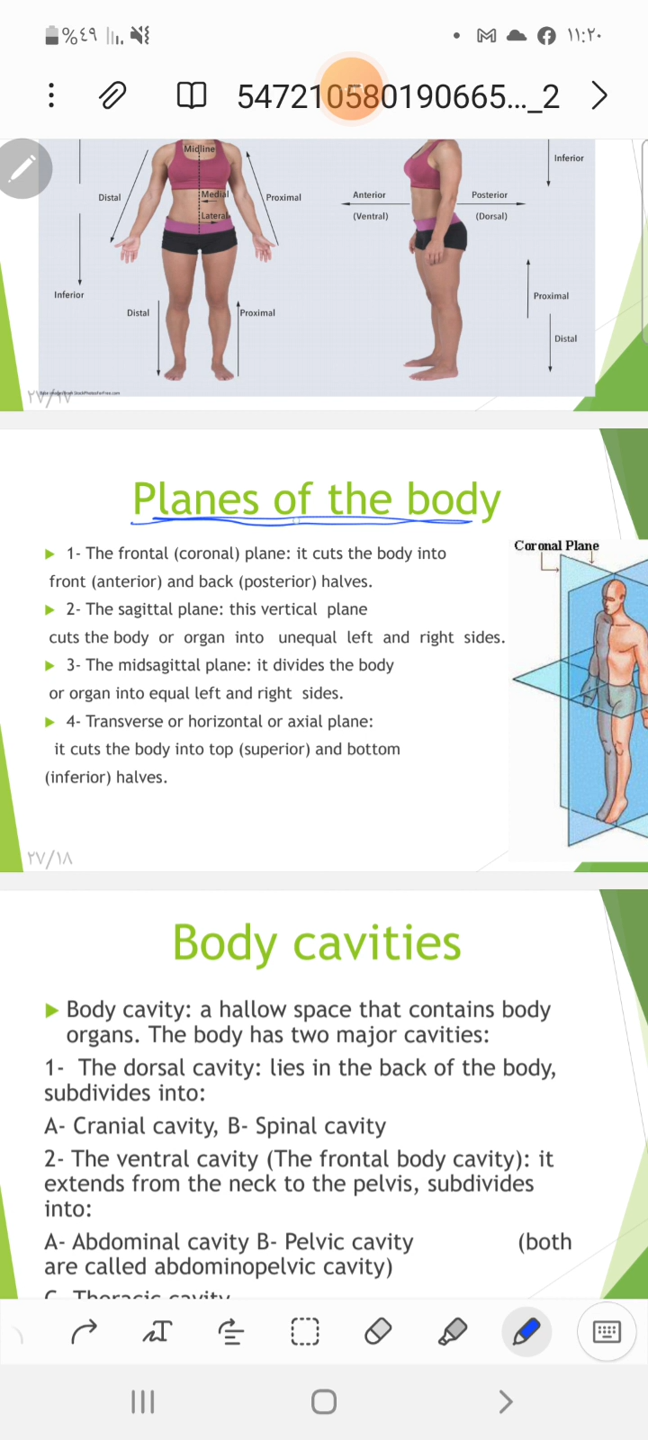 %٤٩
١١:٢٠
547210580190665..._2
Midline
Inferior
Distal
Medial
Proximal
Anterior
Posterior
Lateral
(Ventral)
(Dorsal)
Inferior
Proximal
Distal
Proximal
Distal
٢٧/١٧
Planes of the body
1- The frontal (coronal) plane: it cuts the body into
Coronal Plane
front (anterior) and back (posterior) halves.
2- The sagittal plane: this vertical plane
cuts the body or organ into unequal left and right sides.
3- The midsagittal plane: it divides the body
or organ into equal left and right sides.
4- Transverse or horizontal or axial plane:
it cuts the body into top (superior) and bottom
(inferior) halves.
٢٧/١٨
Body cavities
Body cavity: a hallow space that contains body
organs. The body has two major cavities:
1- The dorsal cavity: lies in the back of the body,
subdivides into:
A- Cranial cavity, B- Spinal cavity
2- The ventral cavity (The frontal body cavity): it
extends from the neck to the pelvis, subdivides
into:
A- Abdominal cavity B- Pelvic cavity (both
are called abdominopelvic cavity)
C- Thoracic cavity